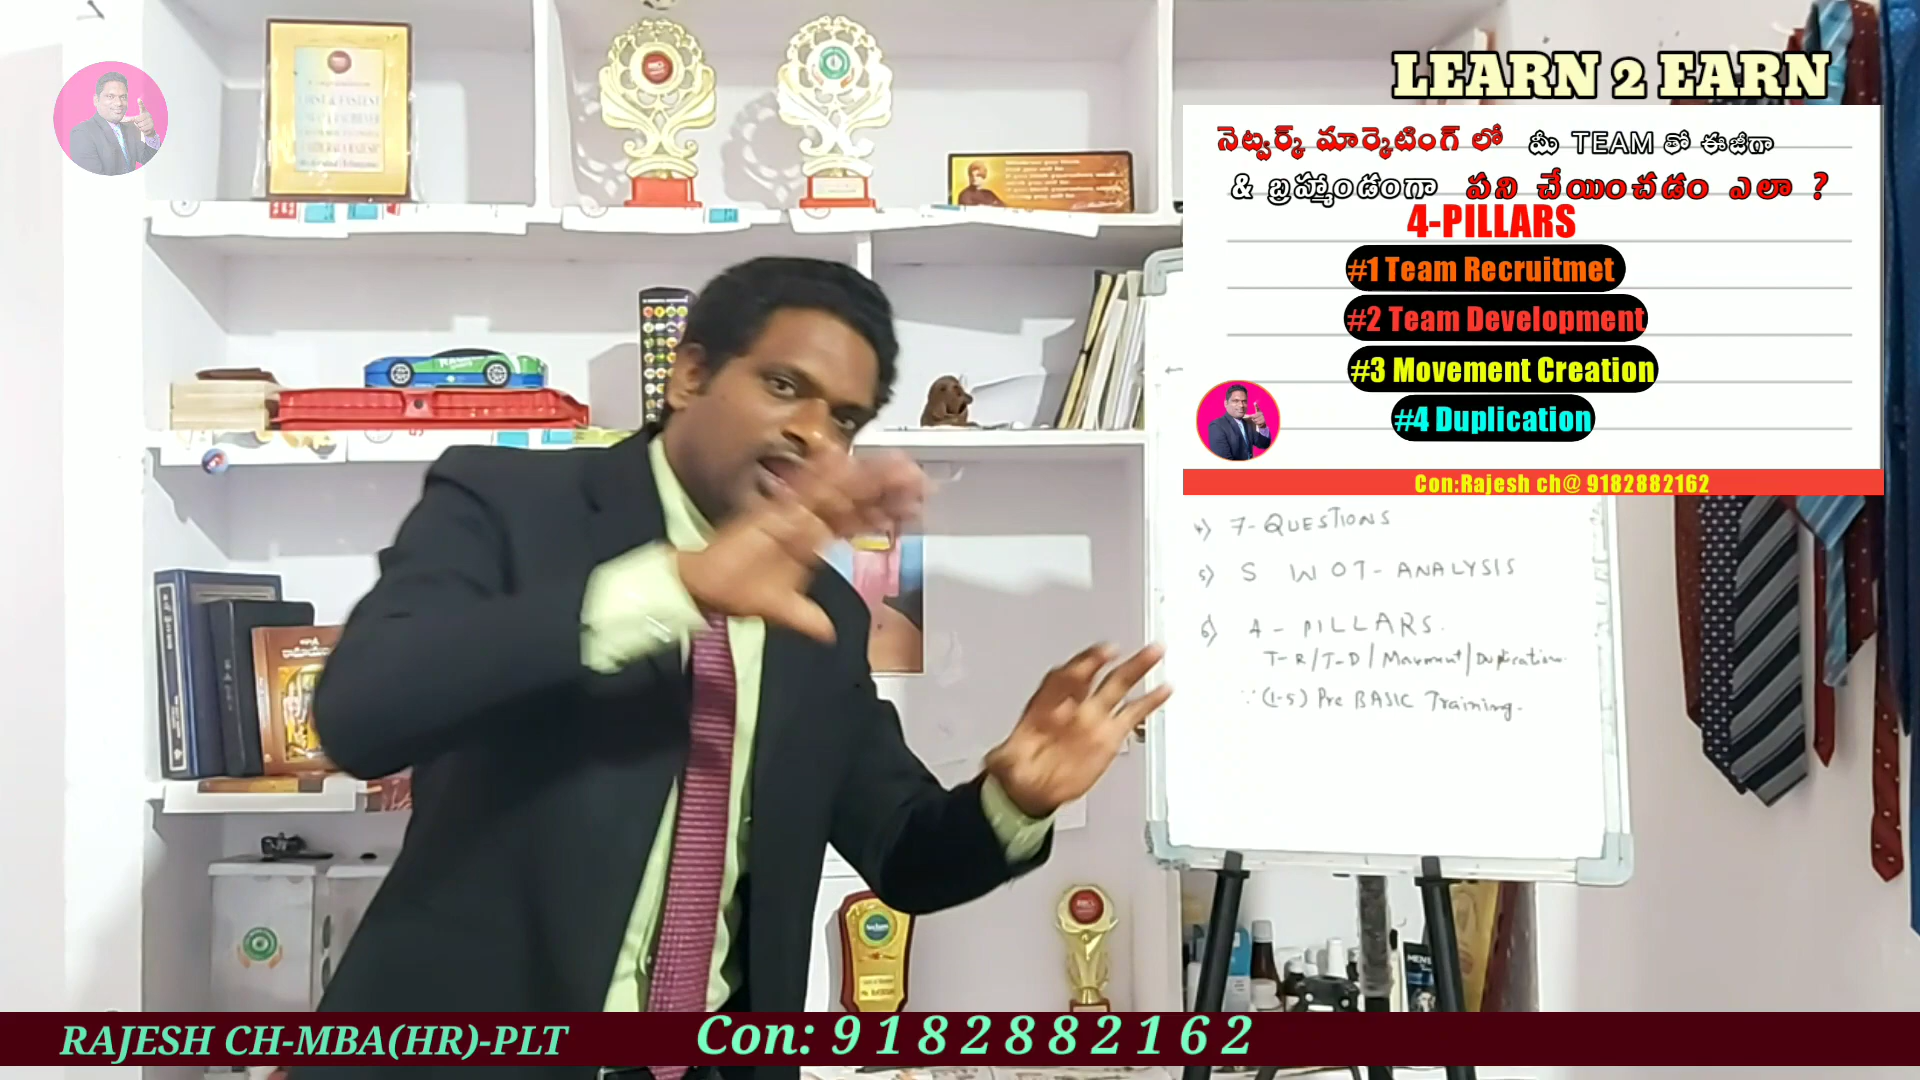 LEARN 2 EARN
నెట్వర్క్ మార్కెటింగ్ లో మీ TEAM తో ఈజీగా
& బ్రహ్మాండంగా పని చేయించడం ఎలా ?
4-PILLARS
#1 Team Recruitmet
#2 Team Development
#3 Movement Creation
#4 Duplication
Con:Rajesh ch@ 9182882162
4) 7-QUESTIONS
5) S WOT-ANALYSIS
6) 4 - PILLARS.
T-R/T-D/Movment/Duplication.
∵ (1-5) Pre BASIC Training.
RAJESH CH-MBA(HR)-PLT
Con: 9 1 8 2 8 8 2 1 6 2